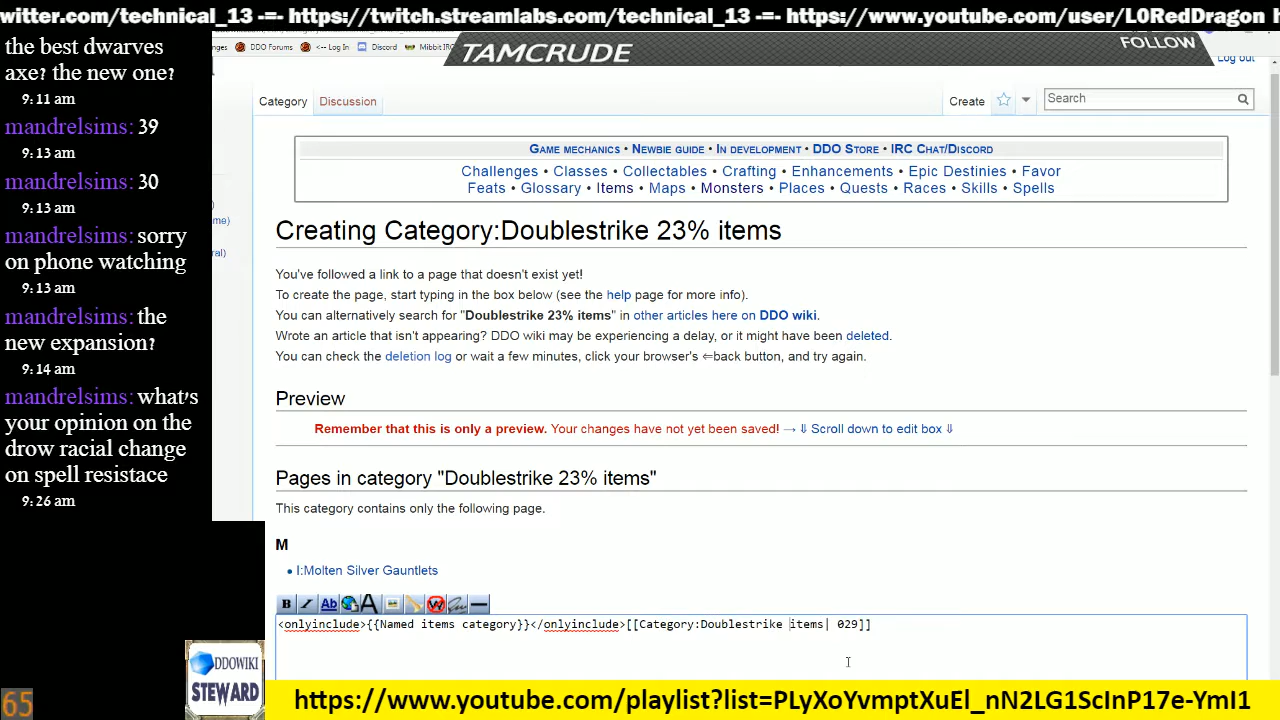 witter.com/technical_13 -=- https://twitch.streamlabs.com/technical_13 -=- https://www.youtube.com/user/L0RedDragon h
the best dwarves
axe? the new one?
9:11 am
mandrelsims: 39
9:13 am
mandrelsims: 30
9:13 am
mandrelsims: sorry
on phone watching
9:13 am
mandrelsims: the
new expansion?
9:14 am
mandrelsims: what's
your opinion on the
drow racial change
on spell resistace
9:26 am
65
nges DDO Forums <-- Log In Discord Mibbit IR
TAMCRUDE
FOLLOW
Log out
me)
ral)
Category Discussion Create Search
Game mechanics • Newbie guide • In development • DDO Store • IRC Chat/Discord
Challenges • Classes • Collectables • Crafting • Enhancements • Epic Destinies • Favor
Feats • Glossary • Items • Maps • Monsters • Places • Quests • Races • Skills • Spells
Creating Category:Doublestrike 23% items
You've followed a link to a page that doesn't exist yet!
To create the page, start typing in the box below (see the help page for more info).
You can alternatively search for "Doublestrike 23% items" in other articles here on DDO wiki.
Wrote an article that isn't appearing? DDO wiki may be experiencing a delay, or it might have been deleted.
You can check the deletion log or wait a few minutes, click your browser's ⇐back button, and try again.
Preview
Remember that this is only a preview. Your changes have not yet been saved! → ⇓ Scroll down to edit box ⇓
Pages in category "Doublestrike 23% items"
This category contains only the following page.
M
• I:Molten Silver Gauntlets
B I Ab A W
<onlyinclude>{{Named items category}}</onlyinclude>[[Category:Doublestrike items| 029]]
DDOWIKI
STEWARD
https://www.youtube.com/playlist?list=PLyXoYvmptXuEl_nN2LG1ScInP17e-YmI1